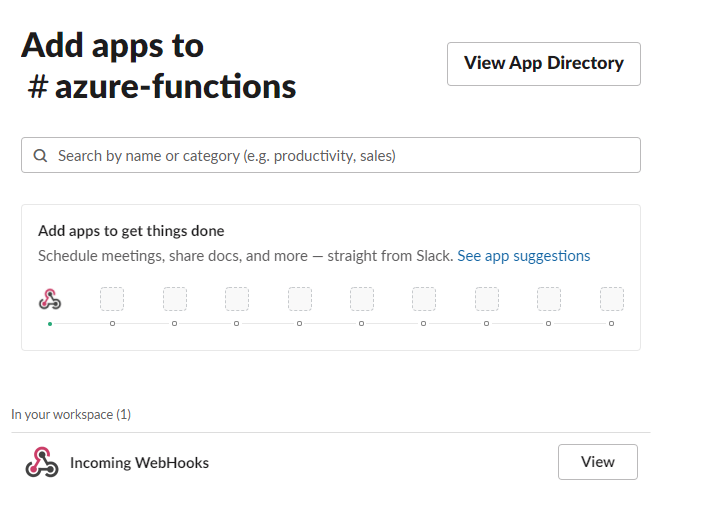 Add apps to
# azure-functions
View App Directory
Search by name or category (e.g. productivity, sales)
Add apps to get things done
Schedule meetings, share docs, and more — straight from Slack. See app suggestions
In your workspace (1)
Incoming WebHooks
View